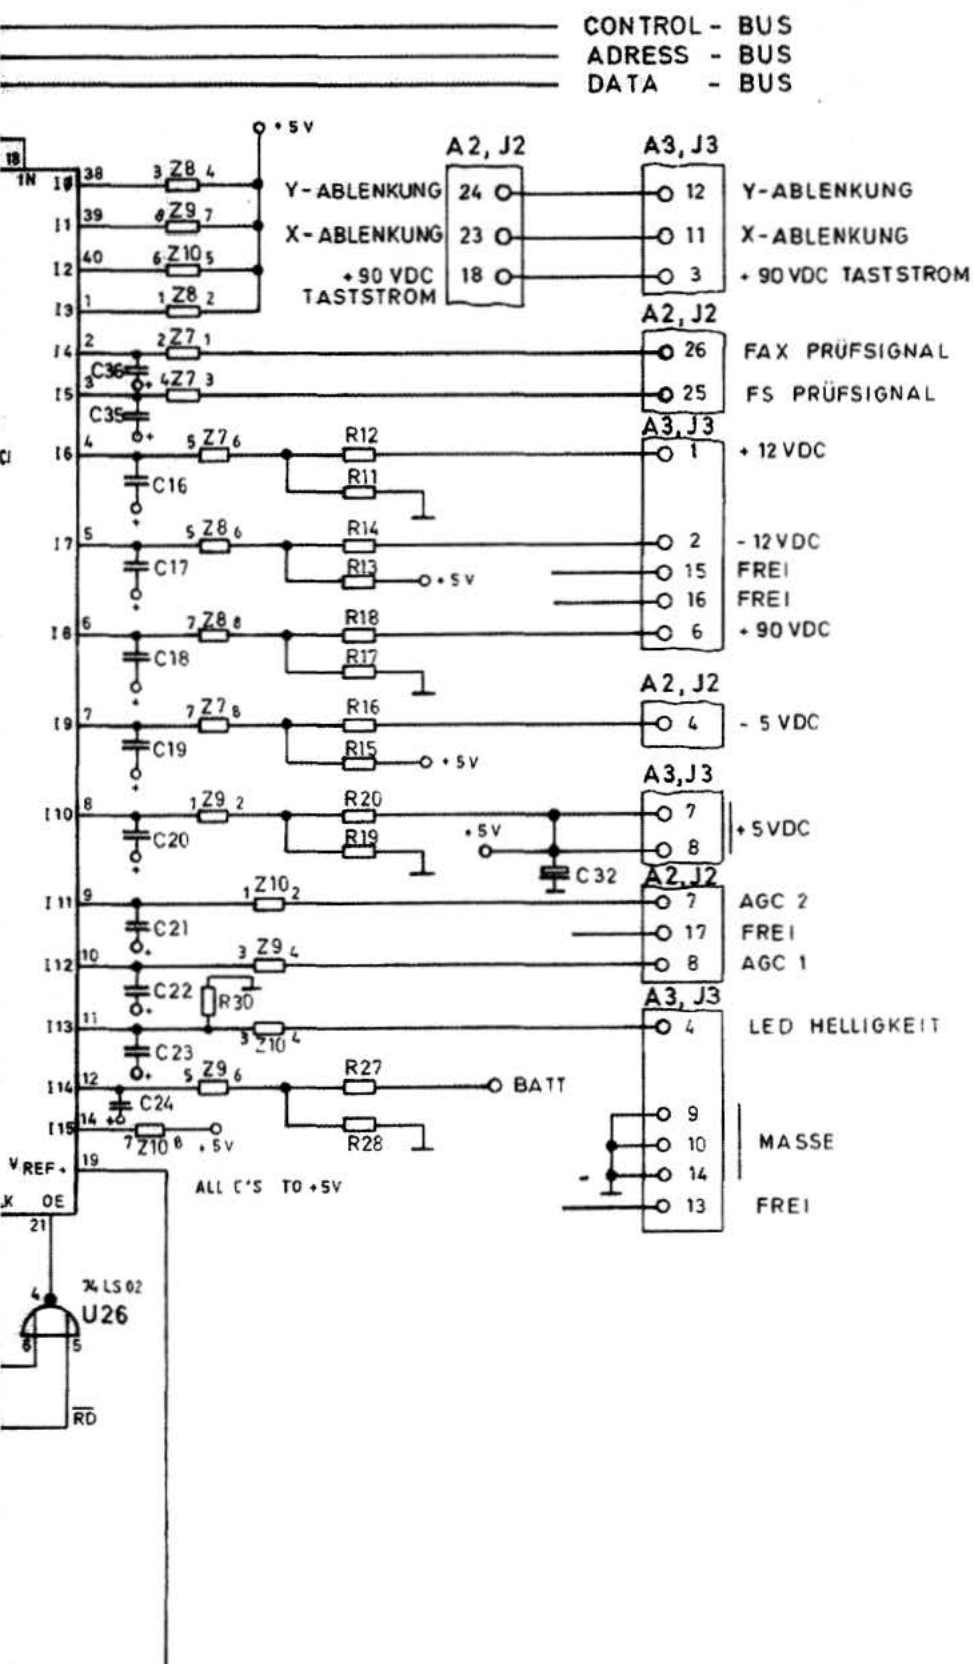 CONTROL - BUS
ADRESS - BUS
DATA - BUS
+5V
A2, J2
A3, J3
18
1N
I0 38 3 Z8 4
Y-ABLENKUNG 24 12 Y-ABLENKUNG
I1 39 8 Z9 7
X-ABLENKUNG 23 11 X-ABLENKUNG
I2 40 6 Z10 5
+90 VDC 18 3 +90 VDC TASTSTROM
TASTSTROM
I3 1 1 Z8 2
A2, J2
I4 2 2 Z7 1 26 FAX PRÜFSIGNAL
C36 +
I5 3 4 Z7 3 25 FS PRÜFSIGNAL
C35 +
A3, J3
I6 4 5 Z7 6 R12 1 +12 VDC
C16 + R11
I7 5 5 Z8 6 R14 2 -12 VDC
C17 + R13 +5V
15 FREI
16 FREI
I8 6 7 Z8 8 R18 6 +90 VDC
C18 + R17
A2, J2
I9 7 7 Z7 8 R16 4 - 5 VDC
C19 + R15 +5V
A3, J3
I10 8 1 Z9 2 R20 7
+5VDC
C20 + R19 +5V 8
C32
A2, J2
I11 9 1 Z10 2 7 AGC 2
C21 + 17 FREI
I12 10 3 Z9 4 8 AGC 1
C22 + R30
A3, J3
I13 11 3 Z10 4 4 LED HELLIGKEIT
C23 +
I14 12 5 Z9 6 R27 BATT
C24 + R28
I15 14 7 Z10 8 +5V
9
10 MASSE
14
13 FREI
V REF+ 19
ALL C'S TO +5V
OE
21
74LS02
4
U26
6 5
RD